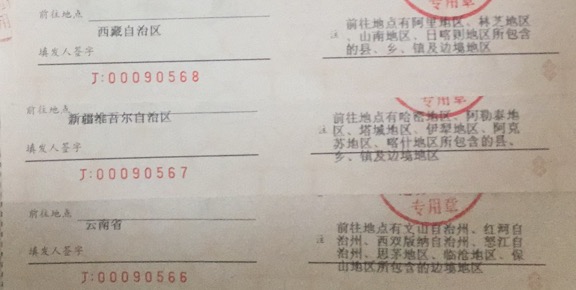 前往地点
西藏自治区
填发人签字
J:00090568
专用章
前往地点有阿里地区、林芝地区
、山南地区、日喀则地区所包含
的县、乡、镇及边境地区
前往地点
新疆维吾尔自治区
填发人签字
J:00090567
专用章
前往地点有哈密地区、阿勒泰地
注 区、塔城地区、伊犁地区、阿克
苏地区、喀什地区所包含的县、
乡、镇及边境地区
前往地点
云南省
填发人签字
J:00090566
专用章
前往地点有文山自治州、红河自
注 治州、西双版纳自治州、怒江自
治州、思茅地区、临沧地区、保
山地区所包含的边境地区